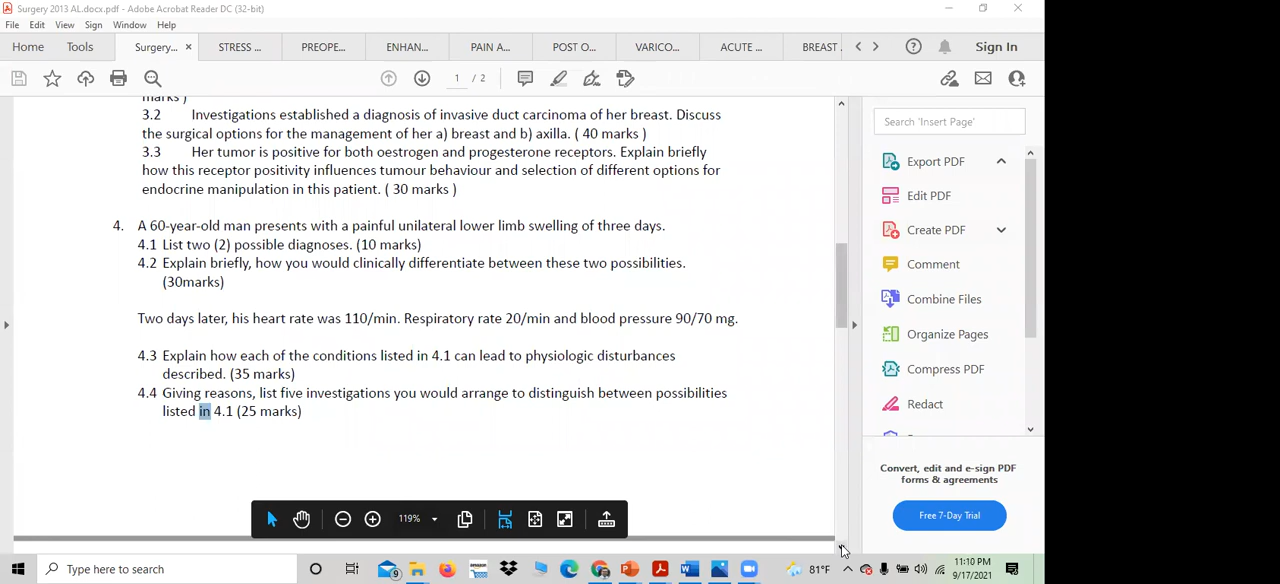 Surgery 2013 AL.docx.pdf - Adobe Acrobat Reader DC (32-bit)
File Edit View Sign Window Help
Home Tools Surgery... × STRESS ... PREOPE... ENHAN... PAIN A... POST O... VARICO... ACUTE ... BREAST Sign In
1 / 2
marks )
3.2 Investigations established a diagnosis of invasive duct carcinoma of her breast. Discuss
the surgical options for the management of her a) breast and b) axilla. ( 40 marks )
3.3 Her tumor is positive for both oestrogen and progesterone receptors. Explain briefly
how this receptor positivity influences tumour behaviour and selection of different options for
endocrine manipulation in this patient. ( 30 marks )
4. A 60-year-old man presents with a painful unilateral lower limb swelling of three days.
4.1 List two (2) possible diagnoses. (10 marks)
4.2 Explain briefly, how you would clinically differentiate between these two possibilities.
(30marks)
Two days later, his heart rate was 110/min. Respiratory rate 20/min and blood pressure 90/70 mg.
4.3 Explain how each of the conditions listed in 4.1 can lead to physiologic disturbances
described. (35 marks)
4.4 Giving reasons, list five investigations you would arrange to distinguish between possibilities
listed in 4.1 (25 marks)
Search 'Insert Page'
Export PDF
Edit PDF
Create PDF
Comment
Combine Files
Organize Pages
Compress PDF
Redact
Convert, edit and e-sign PDF
forms & agreements
Free 7-Day Trial
119%
Type here to search
9
81°F
11:10 PM
9/17/2021